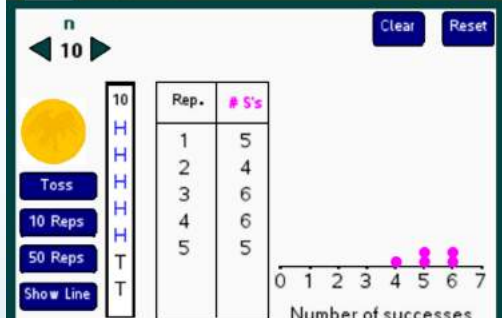 n
10
Clear
Reset
Toss
10 Reps
50 Reps
Show Line
10
H
H
H
H
H
T
T
Rep. # S's
1 5
2 4
3 6
4 6
5 5
0 1 2 3 4 5 6 7
Number of successes